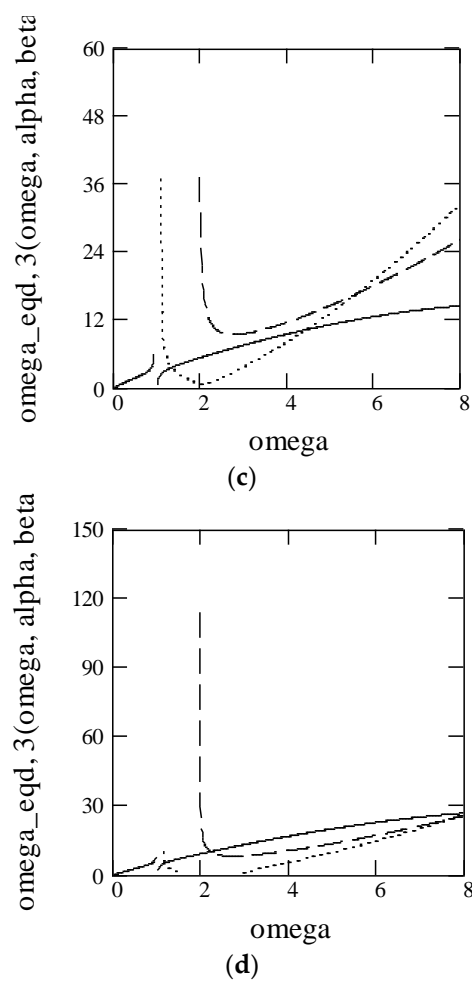 60
48
36
24
12
0
0 2 4 6 8
omega_eqd, 3(omega, alpha, beta
omega
(c)
150
120
90
60
30
0
0 2 4 6 8
omega_eqd, 3(omega, alpha, beta
omega
(d)